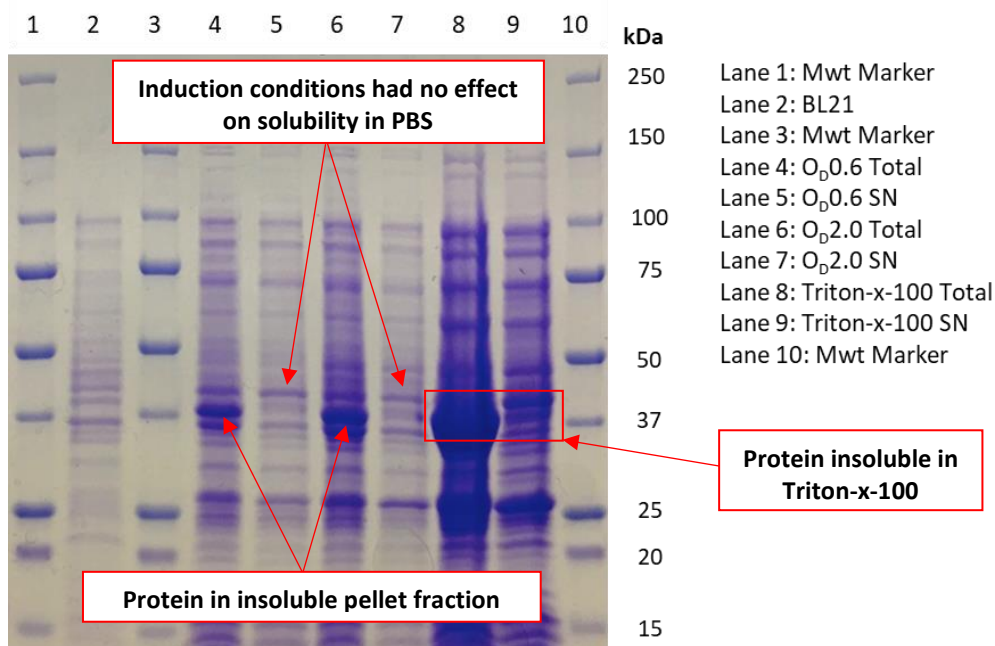 1 2 3 4 5 6 7 8 9 10
kDa
250
150
100
75
50
37
25
20
15
Induction conditions had no effect
on solubility in PBS
Protein in insoluble pellet fraction
Lane 1: Mwt Marker
Lane 2: BL21
Lane 3: Mwt Marker
Lane 4: O_D0.6 Total
Lane 5: O_D0.6 SN
Lane 6: O_D2.0 Total
Lane 7: O_D2.0 SN
Lane 8: Triton-x-100 Total
Lane 9: Triton-x-100 SN
Lane 10: Mwt Marker
Protein insoluble in
Triton-x-100